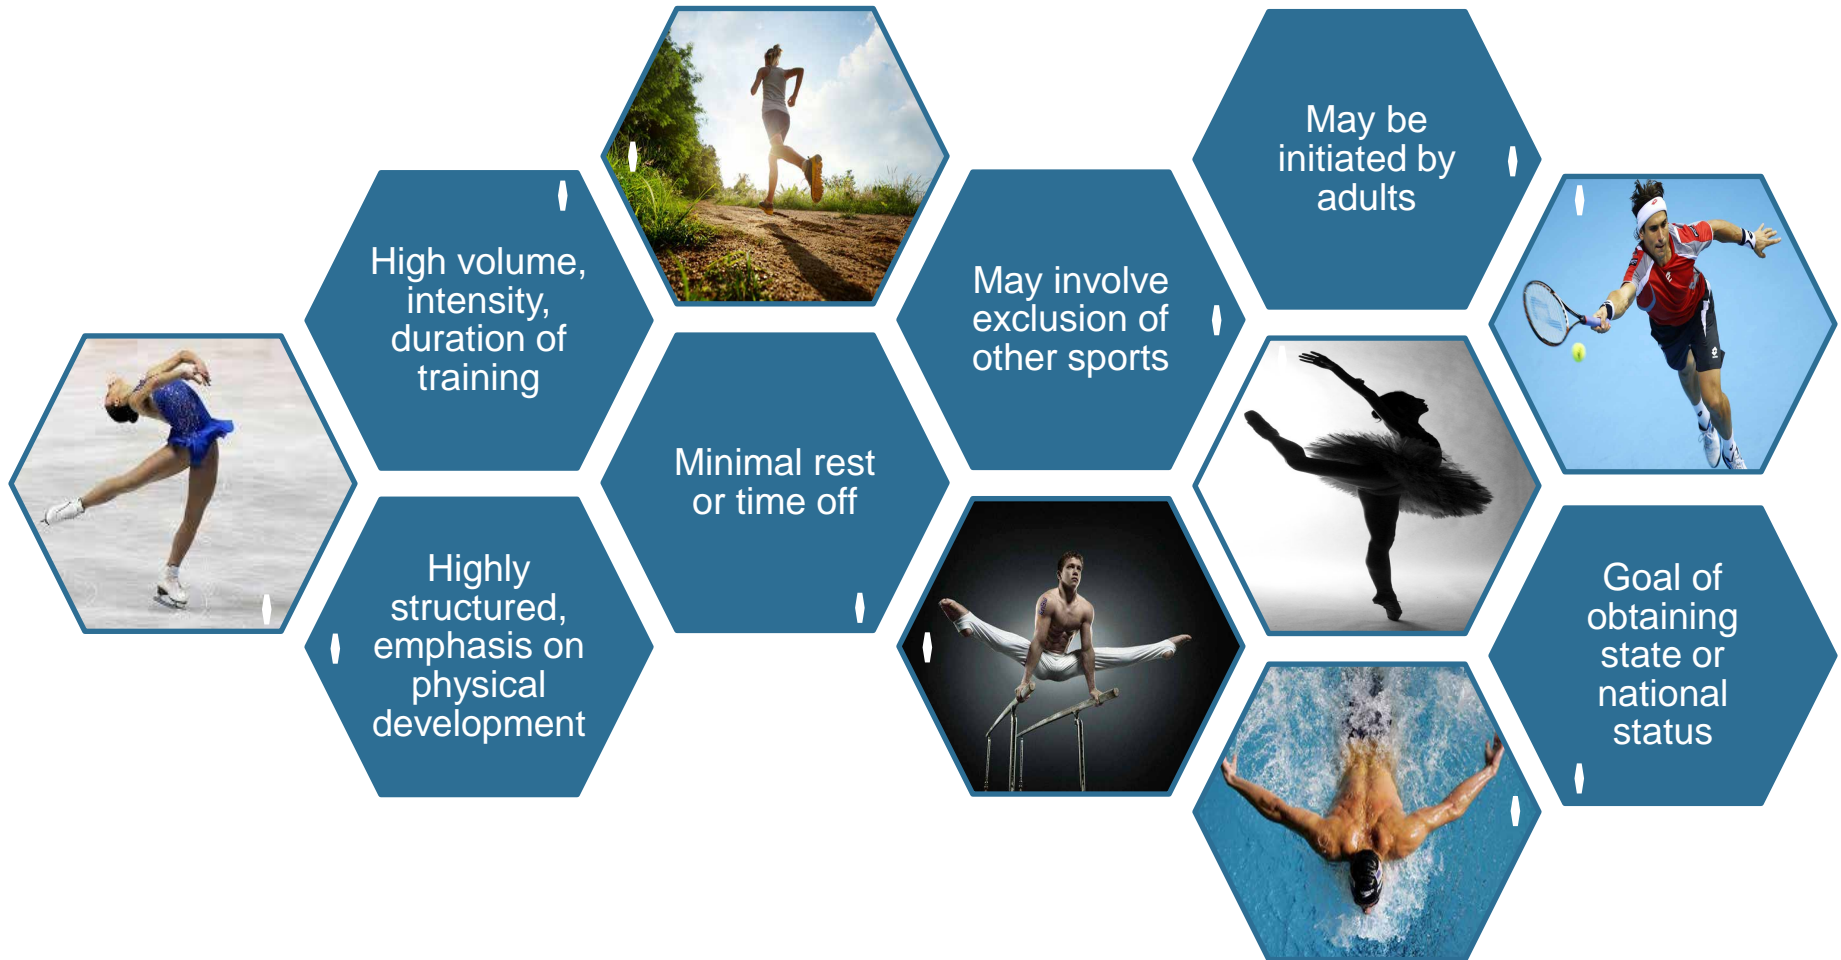 High volume,
intensity,
duration of
training
Highly
structured,
emphasis on
physical
development
Minimal rest
or time off
May involve
exclusion of
other sports
May be
initiated by
adults
Goal of
obtaining
state or
national
status